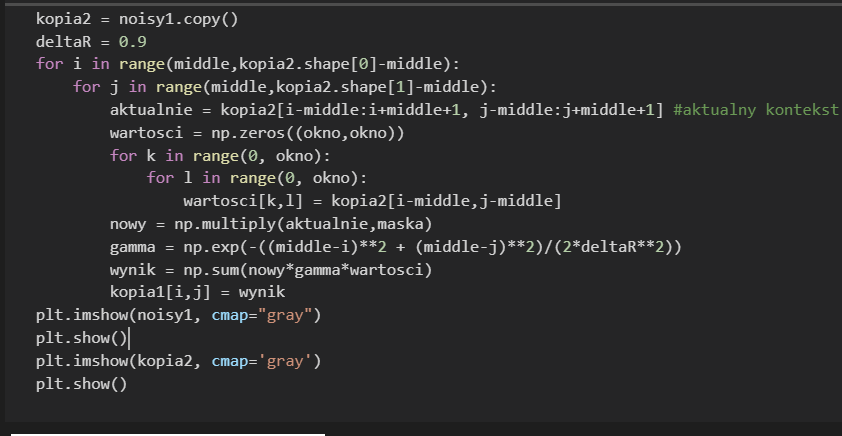 kopia2 = noisy1.copy()
deltaR = 0.9
for i in range(middle,kopia2.shape[0]-middle):
    for j in range(middle,kopia2.shape[1]-middle):
        aktualnie = kopia2[i-middle:i+middle+1, j-middle:j+middle+1] #aktualny kontekst
        wartosci = np.zeros((okno,okno))
        for k in range(0, okno):
            for l in range(0, okno):
                wartosci[k,l] = kopia2[i-middle,j-middle]
        nowy = np.multiply(aktualnie,maska)
        gamma = np.exp(-((middle-i)**2 + (middle-j)**2)/(2*deltaR**2))
        wynik = np.sum(nowy*gamma*wartosci)
        kopia1[i,j] = wynik
plt.imshow(noisy1, cmap="gray")
plt.show()
plt.imshow(kopia2, cmap='gray')
plt.show()